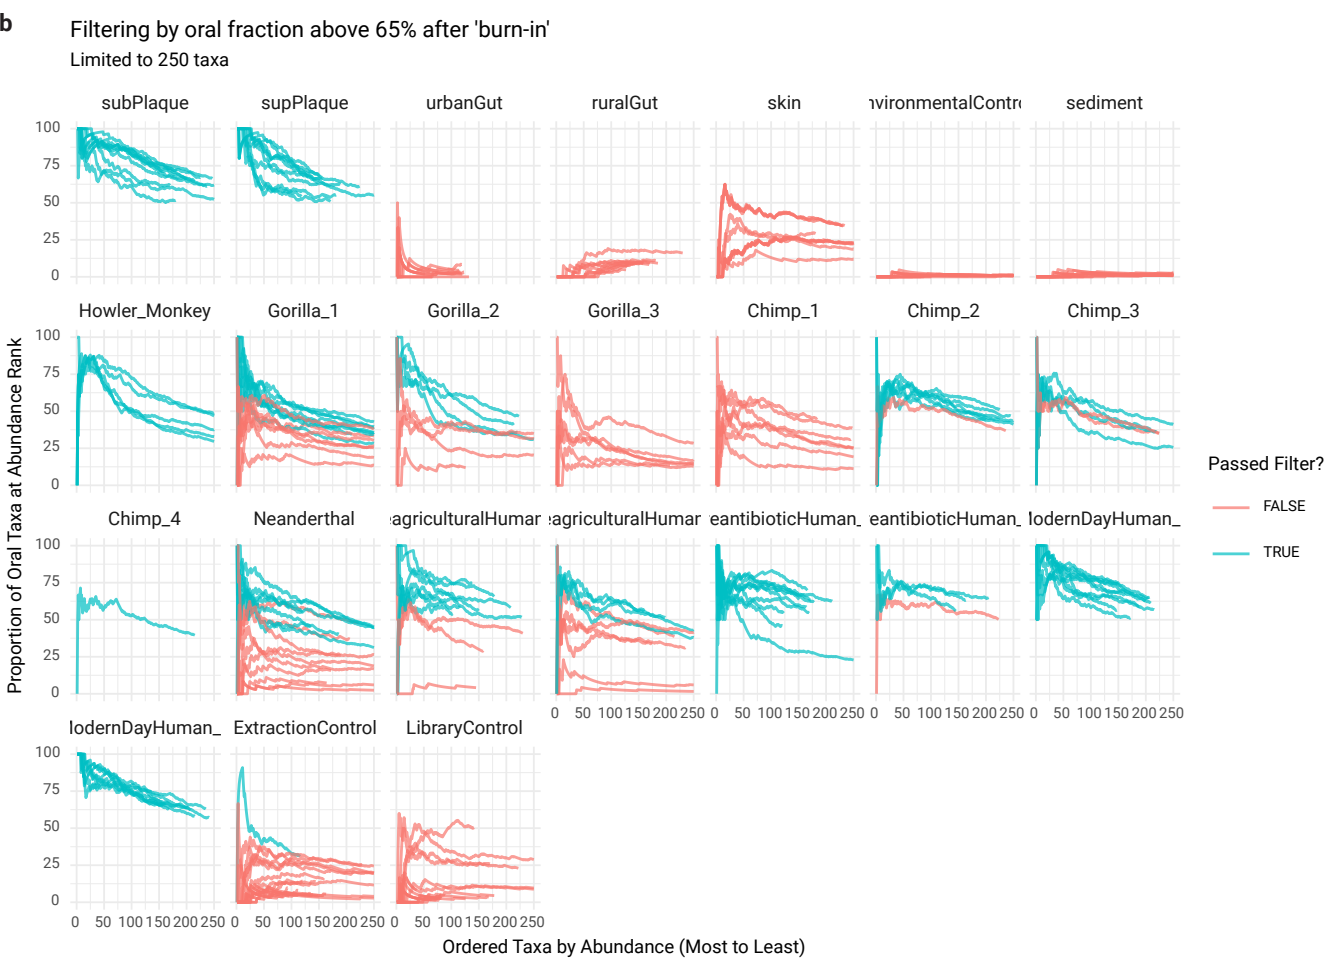 b
Filtering by oral fraction above 65% after 'burn-in'
Limited to 250 taxa
subPlaque supPlaque urbanGut ruralGut skin nvironmentalContro sediment
100
75
50
25
0
Howler_Monkey Gorilla_1 Gorilla_2 Gorilla_3 Chimp_1 Chimp_2 Chimp_3
100
75
50
25
0
Chimp_4 Neanderthal eagriculturalHuman eagriculturalHuman eantibioticHuman_ eantibioticHuman_ lodernDayHuman_
100
75
50
25
0
0 50 100 150 200 250 0 50 100 150 200 250 0 50 100 150 200 250 0 50 100 150 200 250
lodernDayHuman_ ExtractionControl LibraryControl
100
75
50
25
0
0 50 100 150 200 250 0 50 100 150 200 250 0 50 100 150 200 250
Ordered Taxa by Abundance (Most to Least)
Proportion of Oral Taxa at Abundance Rank
Passed Filter?
FALSE
TRUE